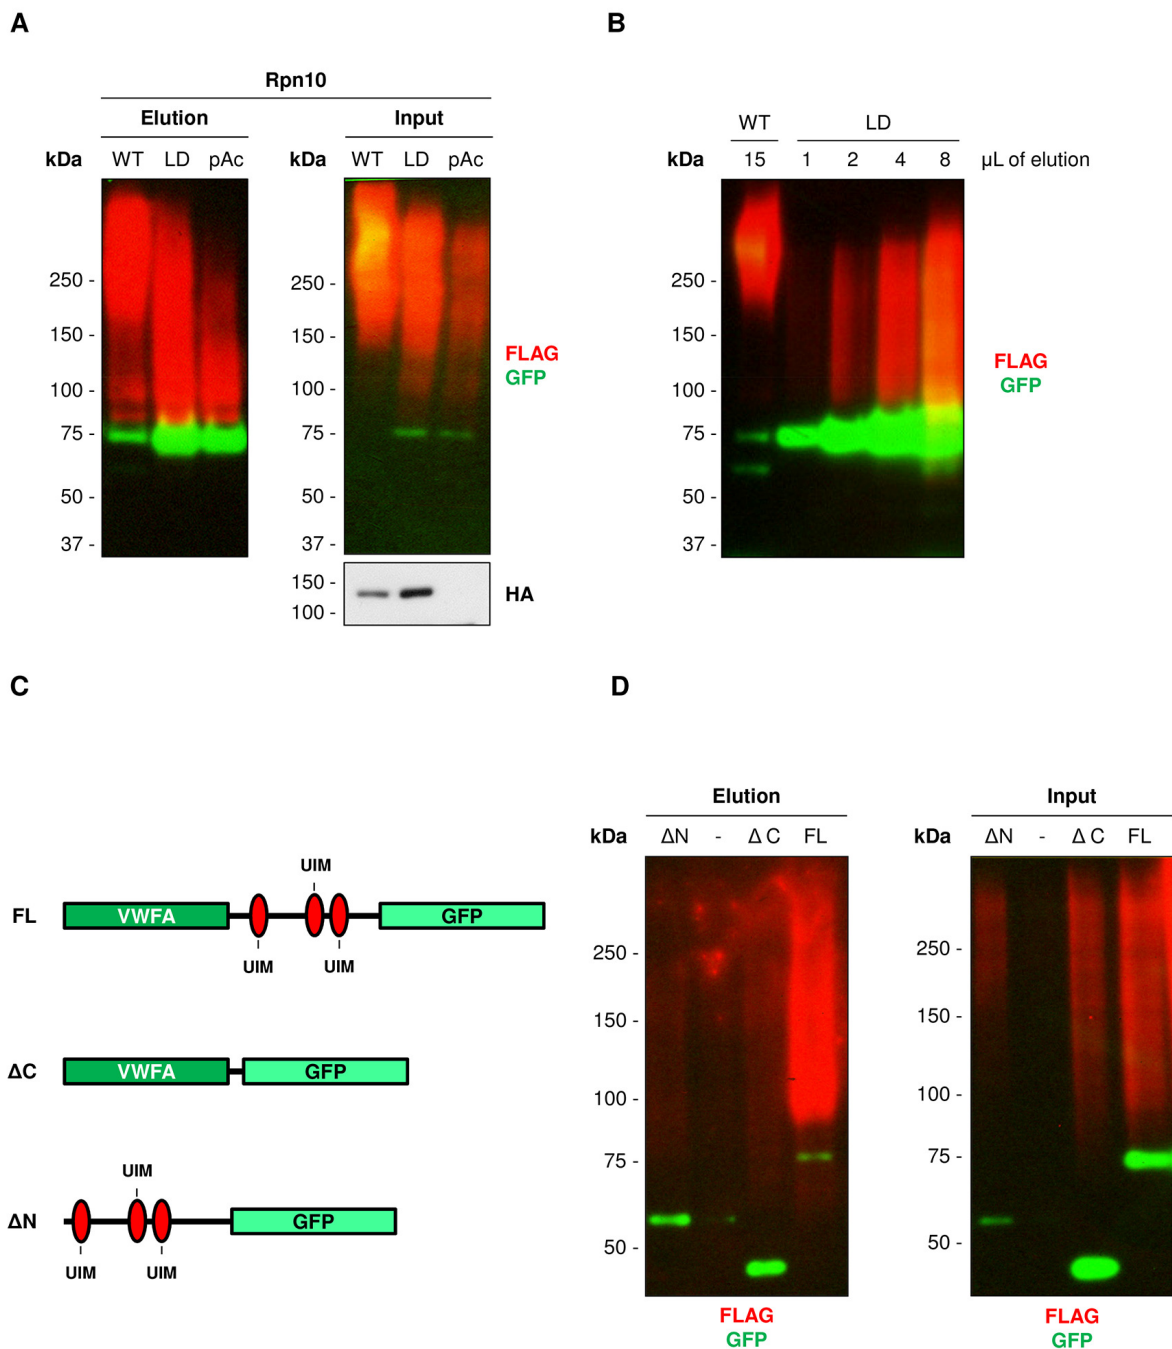 A
Rpn10
Elution
Input
kDa
WT LD pAc
kDa
WT LD pAc
250 -
150 -
100 -
75 -
50 -
37 -
250 -
150 -
100 -
75 -
50 -
37 -
FLAG
GFP
150 -
100 -
HA
B
WT
LD
kDa
15 1 2 4 8 µL of elution
250 -
150 -
100 -
75 -
50 -
37 -
FLAG
GFP
C
FL
VWFA
UIM
UIM
UIM
GFP
ΔC
VWFA
GFP
ΔN
UIM
UIM
UIM
GFP
D
Elution
kDa
ΔN - Δ C FL
250 -
150 -
100 -
75 -
50 -
FLAG
GFP
Input
kDa
ΔN - Δ C FL
250 -
150 -
100 -
75 -
50 -
FLAG
GFP